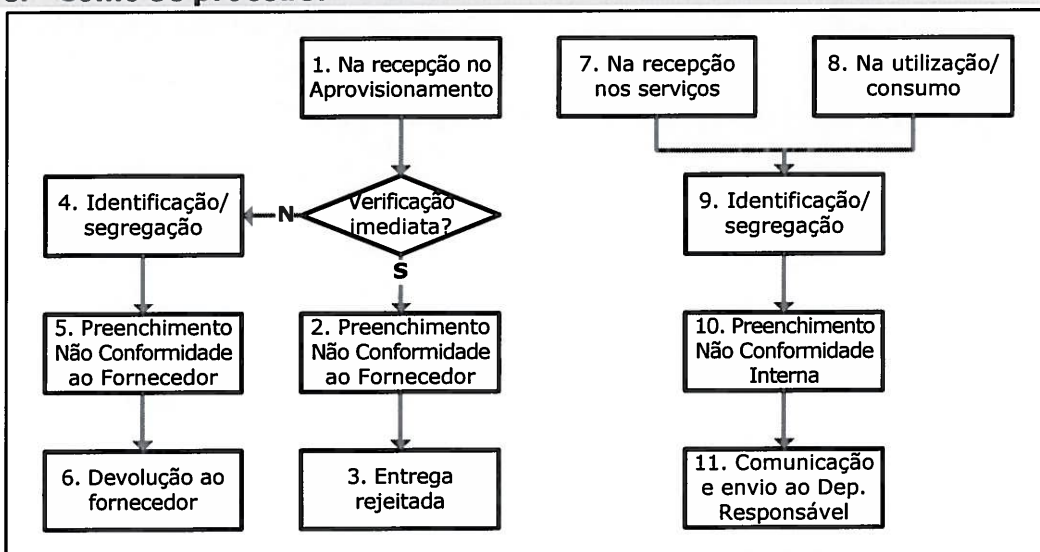 1. Na recepção no
Aprovisionamento
7. Na recepção
nos serviços
8. Na utilização/
consumo
4. Identificação/
segregação
N
Verificação
imediata?
S
9. Identificação/
segregação
5. Preenchimento
Não Conformidade
ao Fornecedor
2. Preenchimento
Não Conformidade
ao Fornecedor
10. Preenchimento
Não Conformidade
Interna
6. Devolução ao
fornecedor
3. Entrega
rejeitada
11. Comunicação
e envio ao Dep.
Responsável